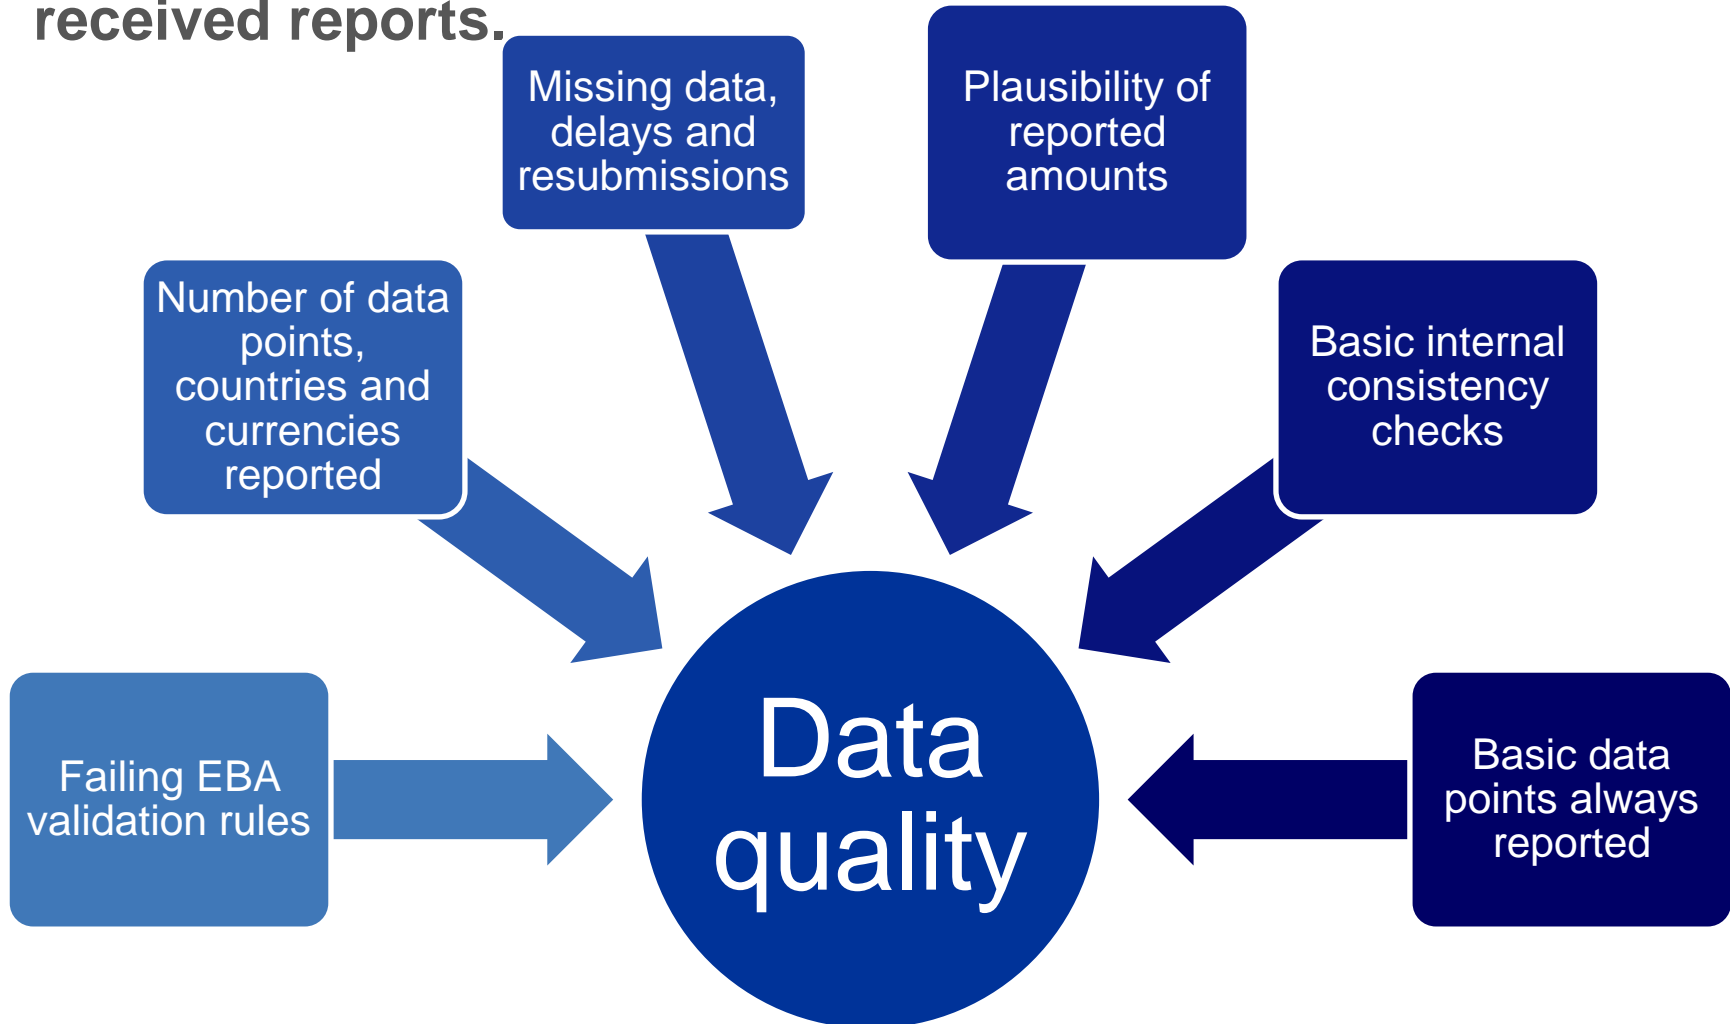 received reports.
Missing data,
delays and
resubmissions
Plausibility of
reported
amounts
Number of data
points,
countries and
currencies
reported
Basic internal
consistency
checks
Failing EBA
validation rules
Data
quality
Basic data
points always
reported